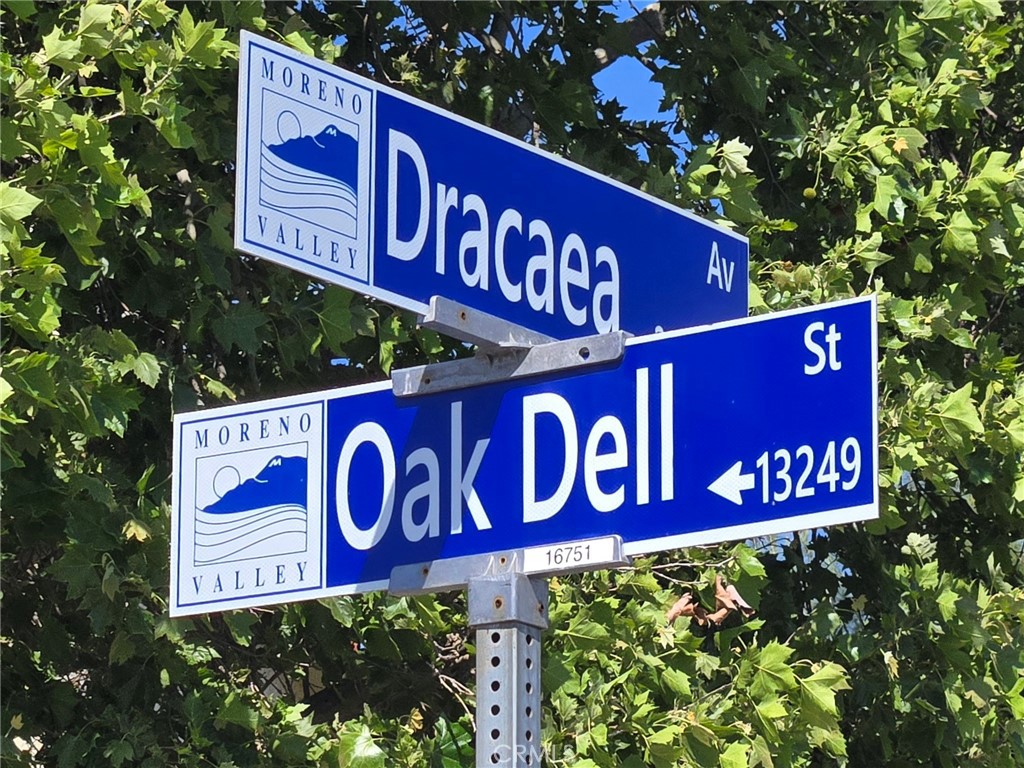 MORENO
VALLEY
Dracaea
Av
MORENO
VALLEY
Oak Dell
St
13249
16751
CRMLS